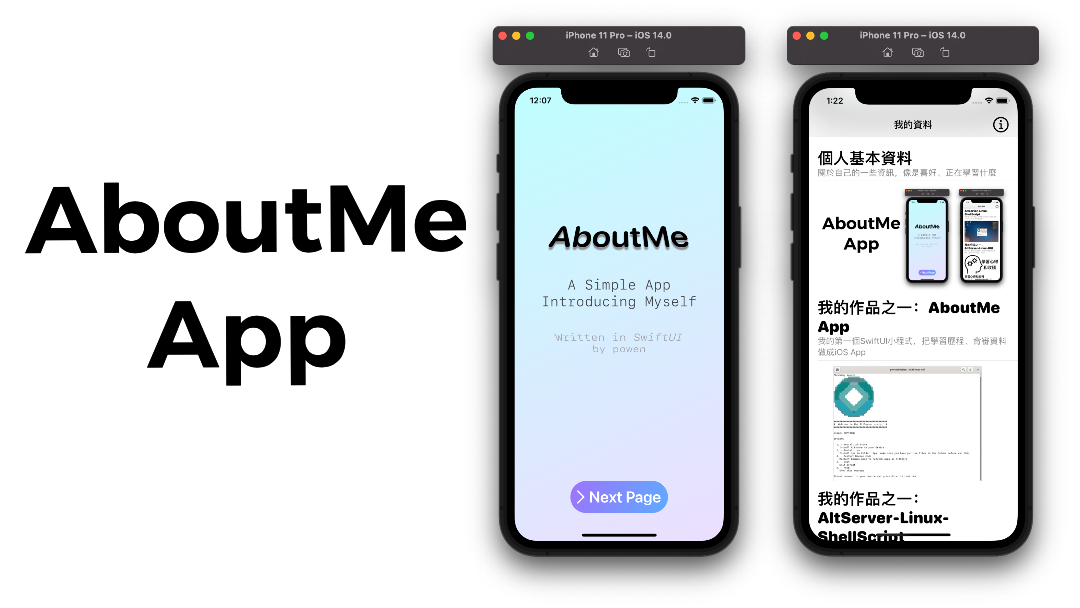 AboutMe
App
iPhone 11 Pro – iOS 14.0
12:07
AboutMe
A Simple App
Introducing Myself
Written in SwiftUI
by powen
Next Page
iPhone 11 Pro – iOS 14.0
1:22
我的資料
個人基本資料
關於自己的一些資訊，像是喜好、正在學習什麼
AboutMe
App
我的作品之一：AboutMe
App
我的第一個SwiftUI小程式，把學習歷程、備審資料
做成iOS App
我的作品之一：
AltServer-Linux-
ShellScript